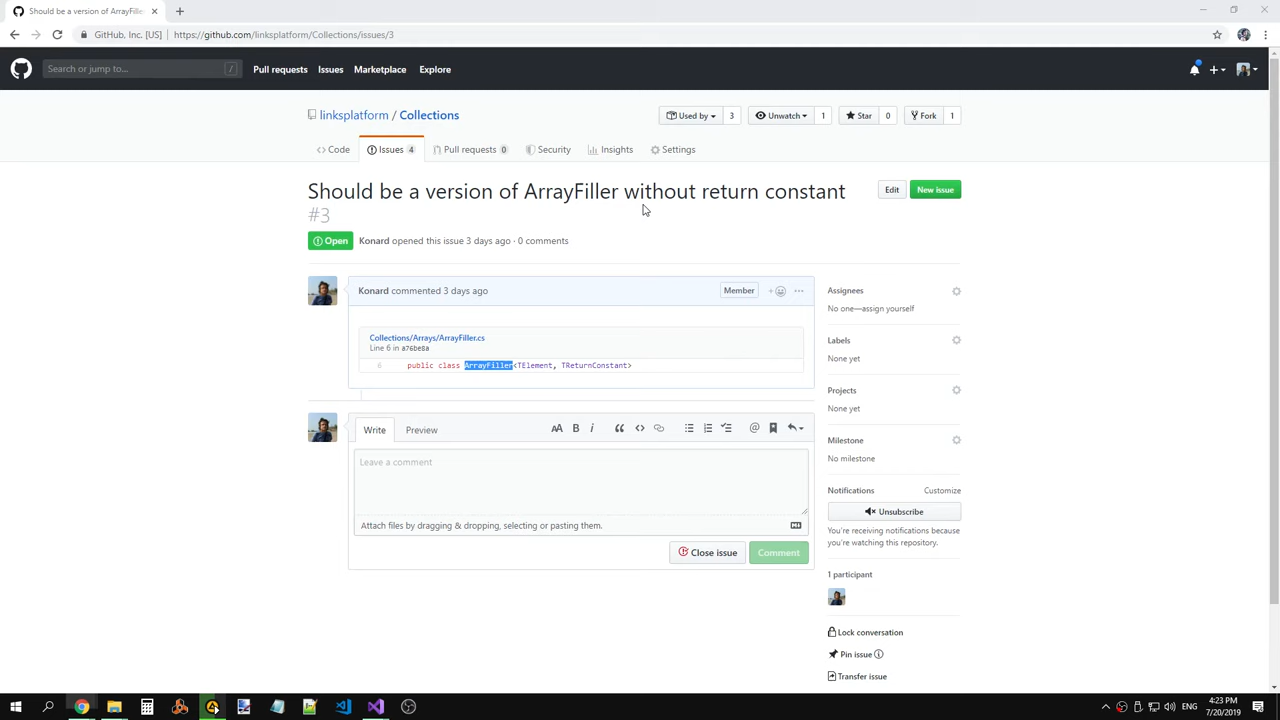 Should be a version of ArrayFiller
GitHub, Inc. [US]
https://github.com/linksplatform/Collections/issues/3
Search or jump to...
/
Pull requests
Issues
Marketplace
Explore
linksplatform / Collections
Used by
3
Unwatch
1
Star
0
Fork
1
Code
Issues 4
Pull requests 0
Security
Insights
Settings
Should be a version of ArrayFiller without return constant
#3
Edit
New issue
Open
Konard opened this issue 3 days ago · 0 comments
Konard commented 3 days ago
Member
Collections/Arrays/ArrayFiller.cs
Line 6 in a76be8a
6 public class ArrayFiller<TElement, TReturnConstant>
Write
Preview
Leave a comment
Attach files by dragging & dropping, selecting or pasting them.
Close issue
Comment
Assignees
No one—assign yourself
Labels
None yet
Projects
None yet
Milestone
No milestone
Notifications
Customize
Unsubscribe
You're receiving notifications because
you're watching this repository.
1 participant
Lock conversation
Pin issue
Transfer issue
ENG
4:23 PM
7/20/2019